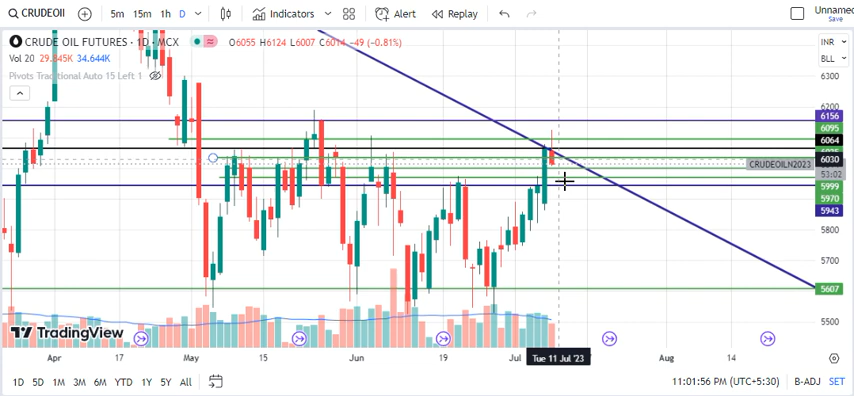 CRUDEOII 5m 15m 1h D Indicators Alert Replay Unnamed
Save
CRUDE OIL FUTURES · 1D · MCX O6055 H6124 L6007 C6014 −49 (−0.81%) INR
Vol 20 29.845K 34.644K BLL
Pivots Traditional Auto 15 Left 1
6300
6200
6156
6095
6064
6030
CRUDEOILN2023
53:02
5999
5970
5943
5800
5700
5607
5500
TradingView
Apr 17 May 15 Jun 19 Jul Tue 11 Jul '23 Aug 14
1D 5D 1M 3M 6M YTD 1Y 5Y All 11:01:56 PM (UTC+5:30) B-ADJ SET